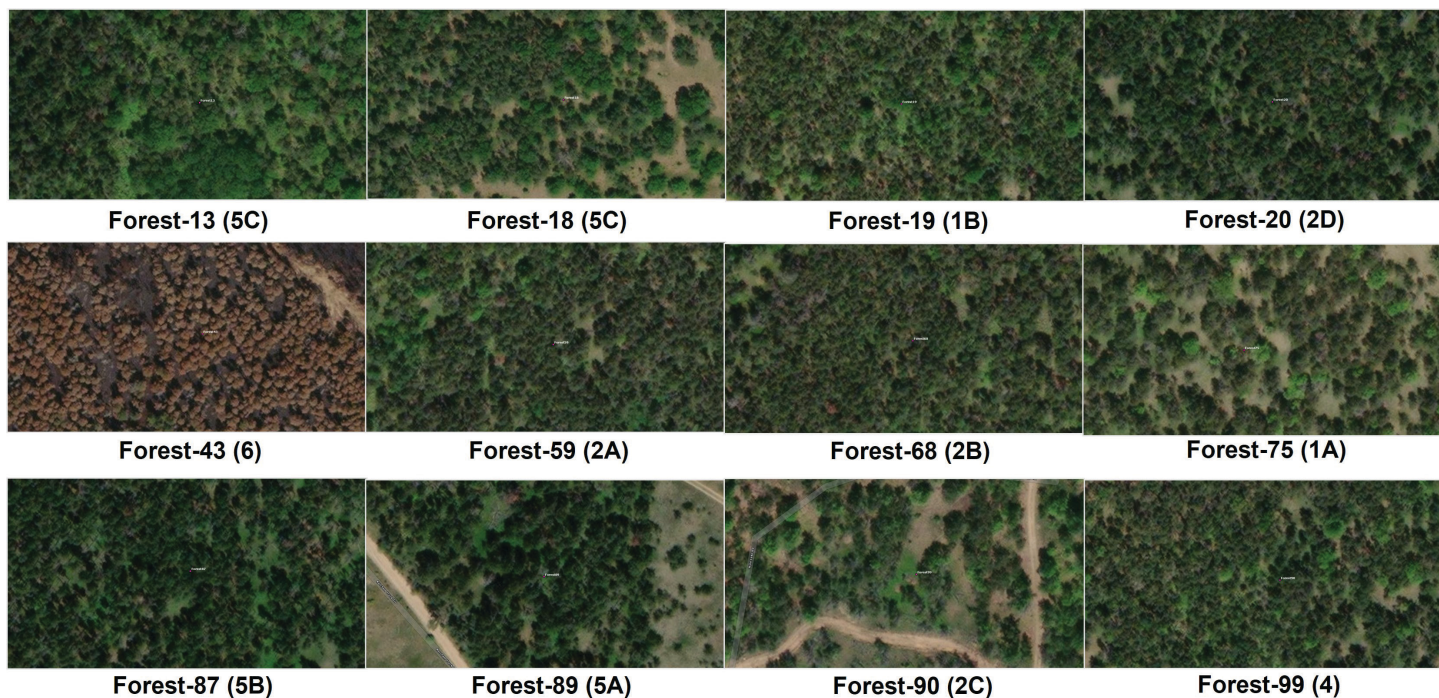 Forest-13 (5C)
Forest-18 (5C)
Forest-19 (1B)
Forest-20 (2D)
Forest-43 (6)
Forest-59 (2A)
Forest-68 (2B)
Forest-75 (1A)
Forest-87 (5B)
Forest-89 (5A)
Forest-90 (2C)
Forest-99 (4)